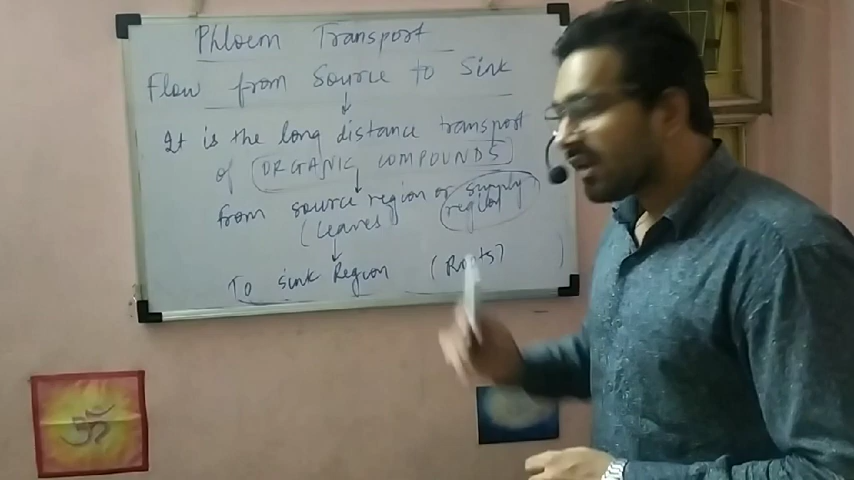 Phloem Transport
Flow from Source to Sink
It is the long distance transport
of ORGANIC COMPOUNDS
from source region or supply
(Leaves region
To sink Region (Roots)
ॐ